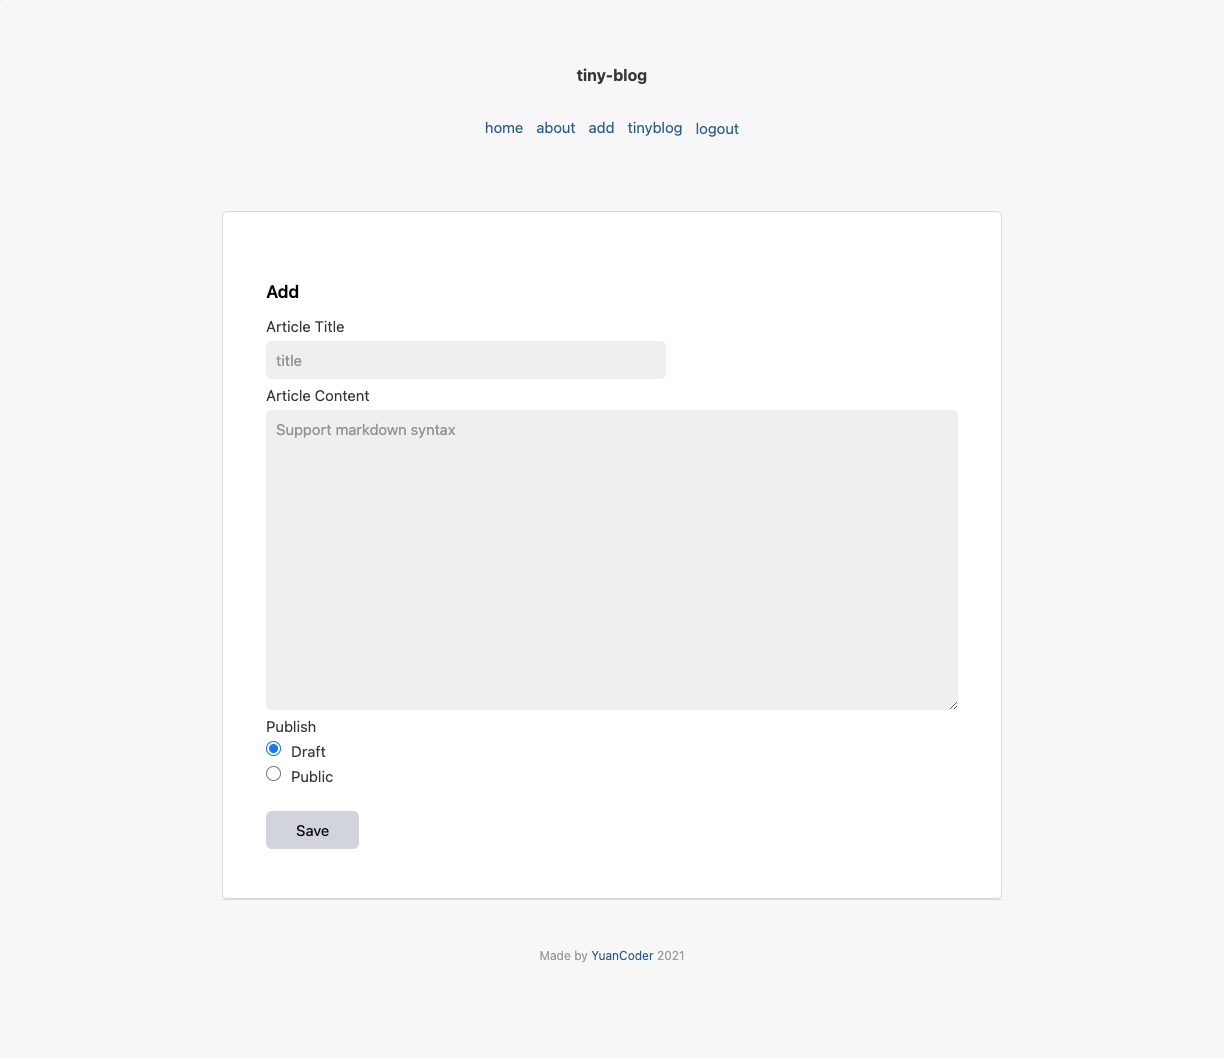 tiny-blog
home about add tinyblog logout
Add
Article Title
title
Article Content
Support markdown syntax
Publish
Draft
Public
Save
Made by YuanCoder 2021